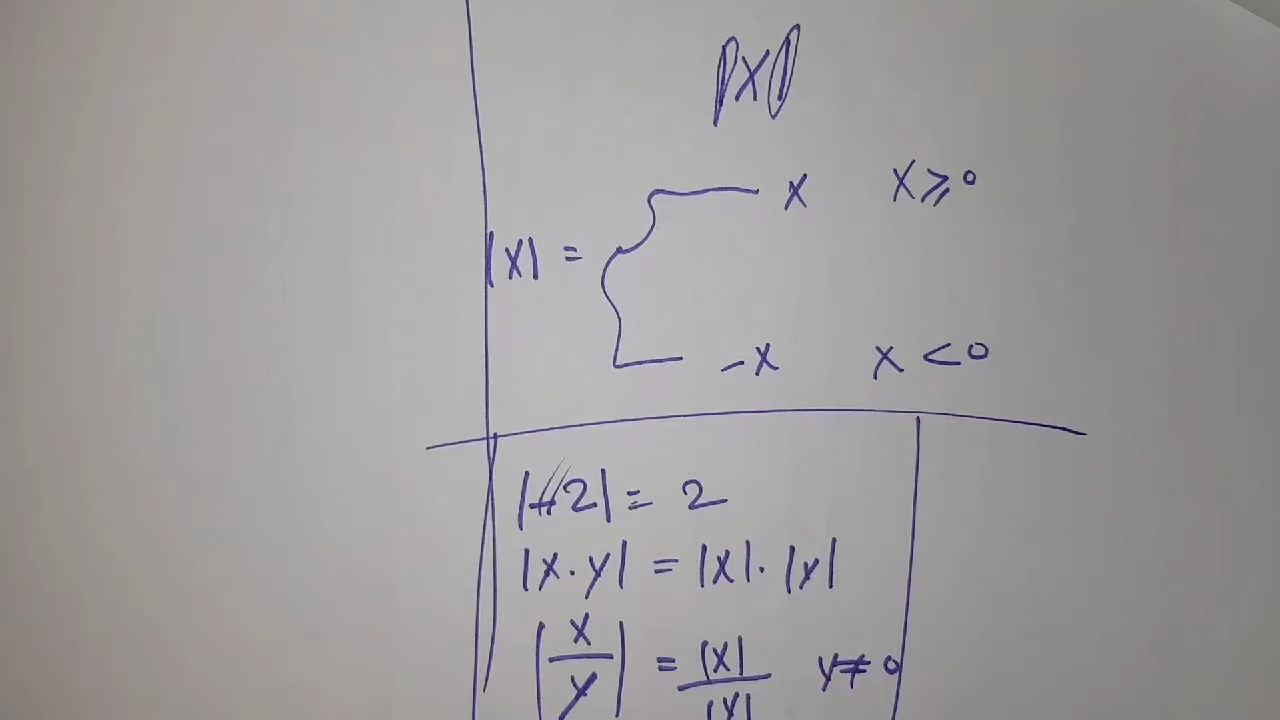 |x|
x x ≥ 0
|x| =
-x x < 0
|+2| = 2
|x · y| = |x| · |y|
|x/y| = |x|/|y| y ≠ 0